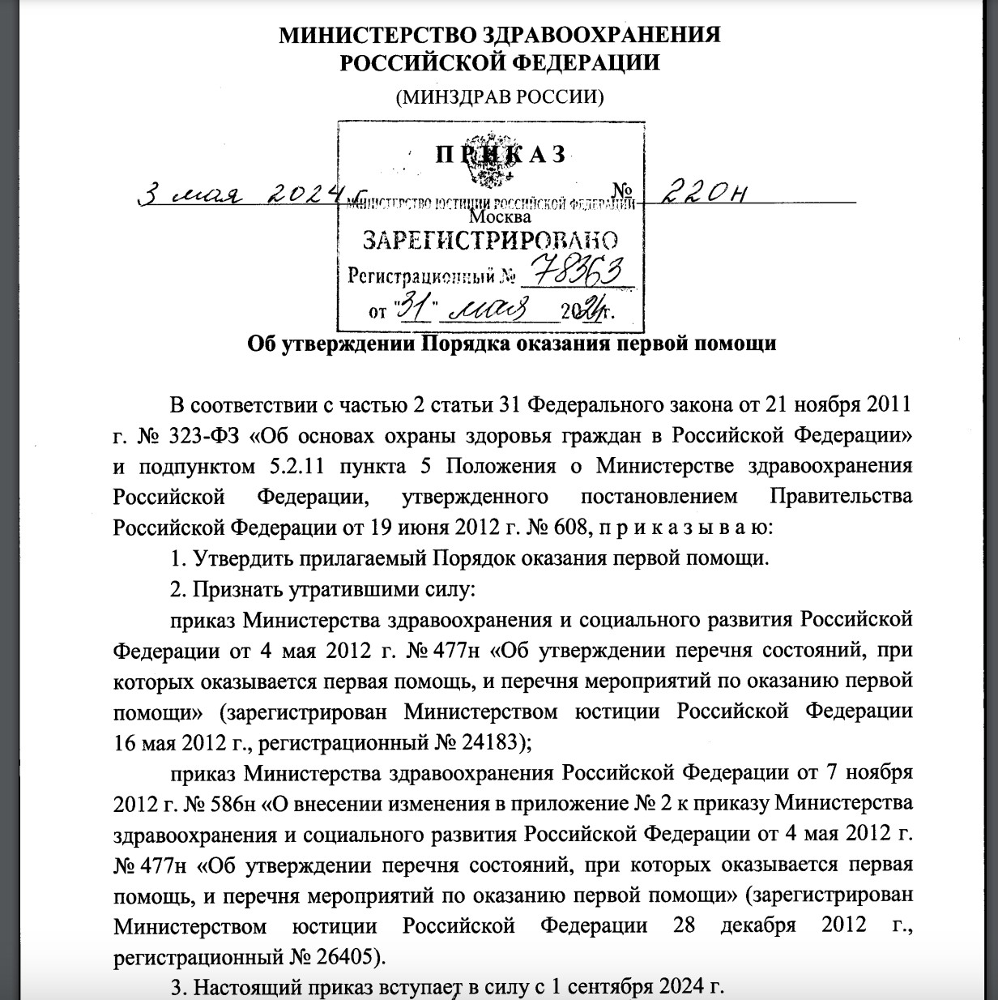 МИНИСТЕРСТВО ЗДРАВООХРАНЕНИЯ
РОССИЙСКОЙ ФЕДЕРАЦИИ
(МИНЗДРАВ РОССИИ)
П Р И К А З
3 мая 2024 г. № 220н
МИНИСТЕРСТВО ЮСТИЦИИ РОССИЙСКОЙ ФЕДЕРАЦИИ
Москва
ЗАРЕГИСТРИРОВАНО
Регистрационный № 78363
от "31" мая 2024г.
Об утверждении Порядка оказания первой помощи
В соответствии с частью 2 статьи 31 Федерального закона от 21 ноября 2011
г. № 323-ФЗ «Об основах охраны здоровья граждан в Российской Федерации»
и подпунктом 5.2.11 пункта 5 Положения о Министерстве здравоохранения
Российской Федерации, утвержденного постановлением Правительства
Российской Федерации от 19 июня 2012 г. № 608, п р и к а з ы в а ю:
1. Утвердить прилагаемый Порядок оказания первой помощи.
2. Признать утратившими силу:
приказ Министерства здравоохранения и социального развития Российской
Федерации от 4 мая 2012 г. № 477н «Об утверждении перечня состояний, при
которых оказывается первая помощь, и перечня мероприятий по оказанию первой
помощи» (зарегистрирован Министерством юстиции Российской Федерации
16 мая 2012 г., регистрационный № 24183);
приказ Министерства здравоохранения Российской Федерации от 7 ноября
2012 г. № 586н «О внесении изменения в приложение № 2 к приказу Министерства
здравоохранения и социального развития Российской Федерации от 4 мая 2012 г.
№ 477н «Об утверждении перечня состояний, при которых оказывается первая
помощь, и перечня мероприятий по оказанию первой помощи» (зарегистрирован
Министерством юстиции Российской Федерации 28 декабря 2012 г.,
регистрационный № 26405).
3. Настоящий приказ вступает в силу с 1 сентября 2024 г.